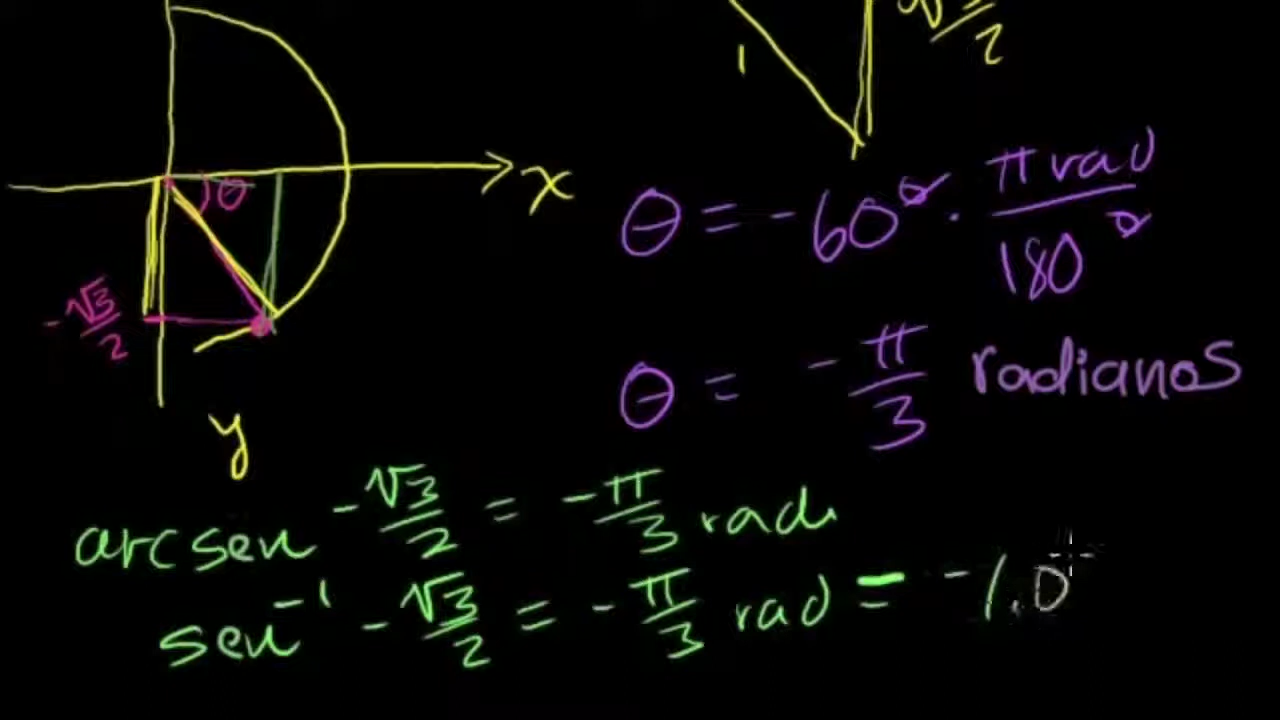 √3/2
1
x
θ
-√3/2
y
θ = -60° · π rad/180°
θ = -π/3 radianos
arcsen -√3/2 = -π/3 rad
sen⁻¹ -√3/2 = -π/3 rad = -1.0